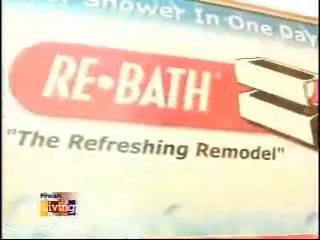 Shower In One Day
RE•BATH®
"The Refreshing Remodel"
Fresh
Living